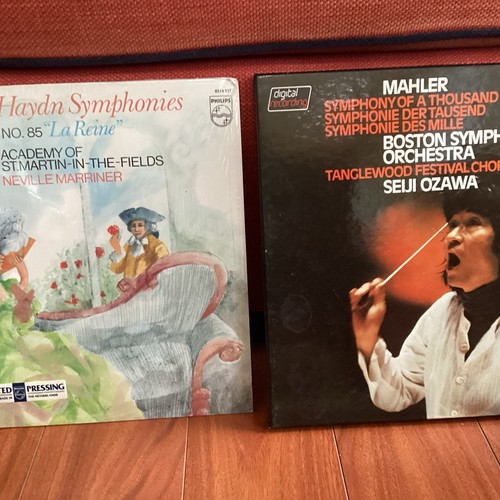 Haydn Symphonies
NO. 85 "La Reine"
ACADEMY OF
ST. MARTIN-IN-THE-FIELDS
NEVILLE MARRINER
PHILIPS
PRESSING
digital
recording
MAHLER
SYMPHONY OF A THOUSAND
SYMPHONIE DER TAUSEND
SYMPHONIE DES MILLE
BOSTON SYMPH
ORCHESTRA
TANGLEWOOD FESTIVAL CHOR
SEIJI OZAWA